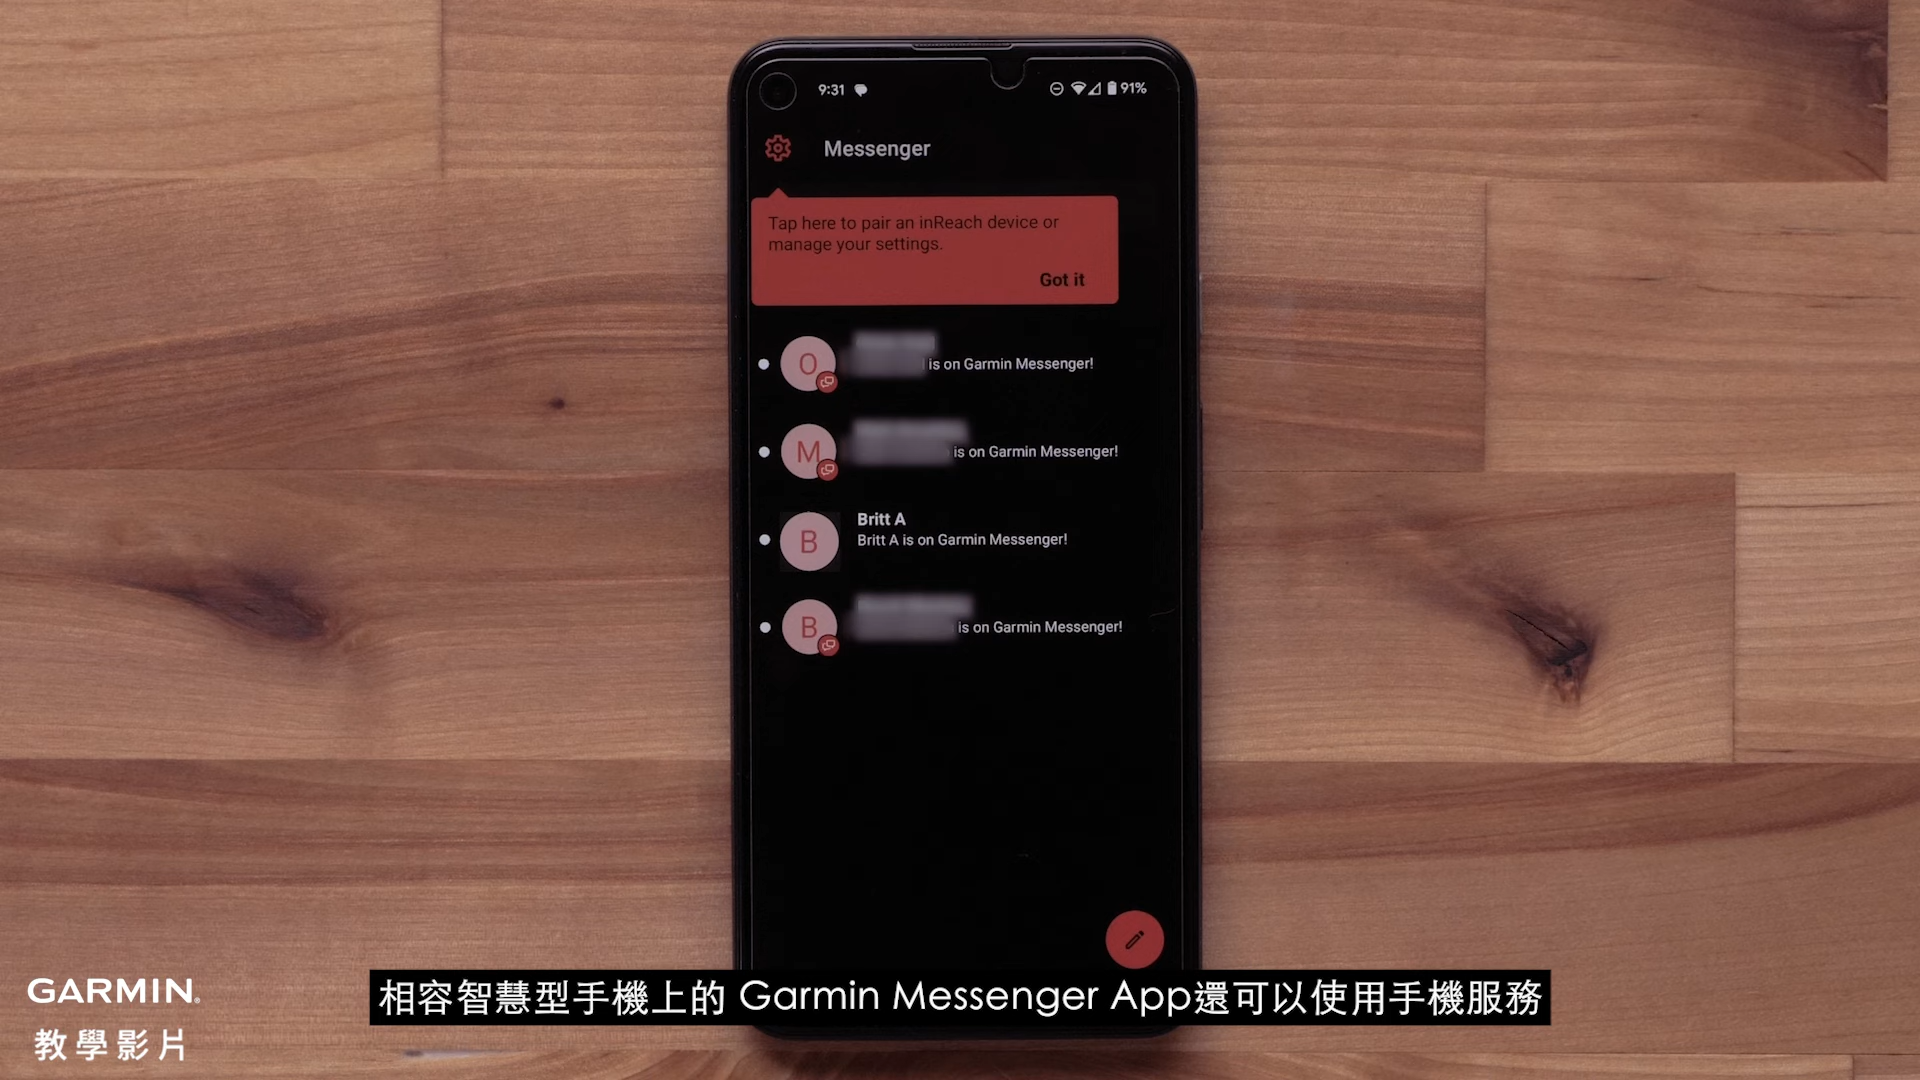 9:31
91%
Messenger
Tap here to pair an inReach device or
manage your settings.
Got it
O
is on Garmin Messenger!
M
is on Garmin Messenger!
Britt A
B
Britt A is on Garmin Messenger!
B
is on Garmin Messenger!
相容智慧型手機上的 Garmin Messenger App還可以使用手機服務
GARMIN®
教學影片